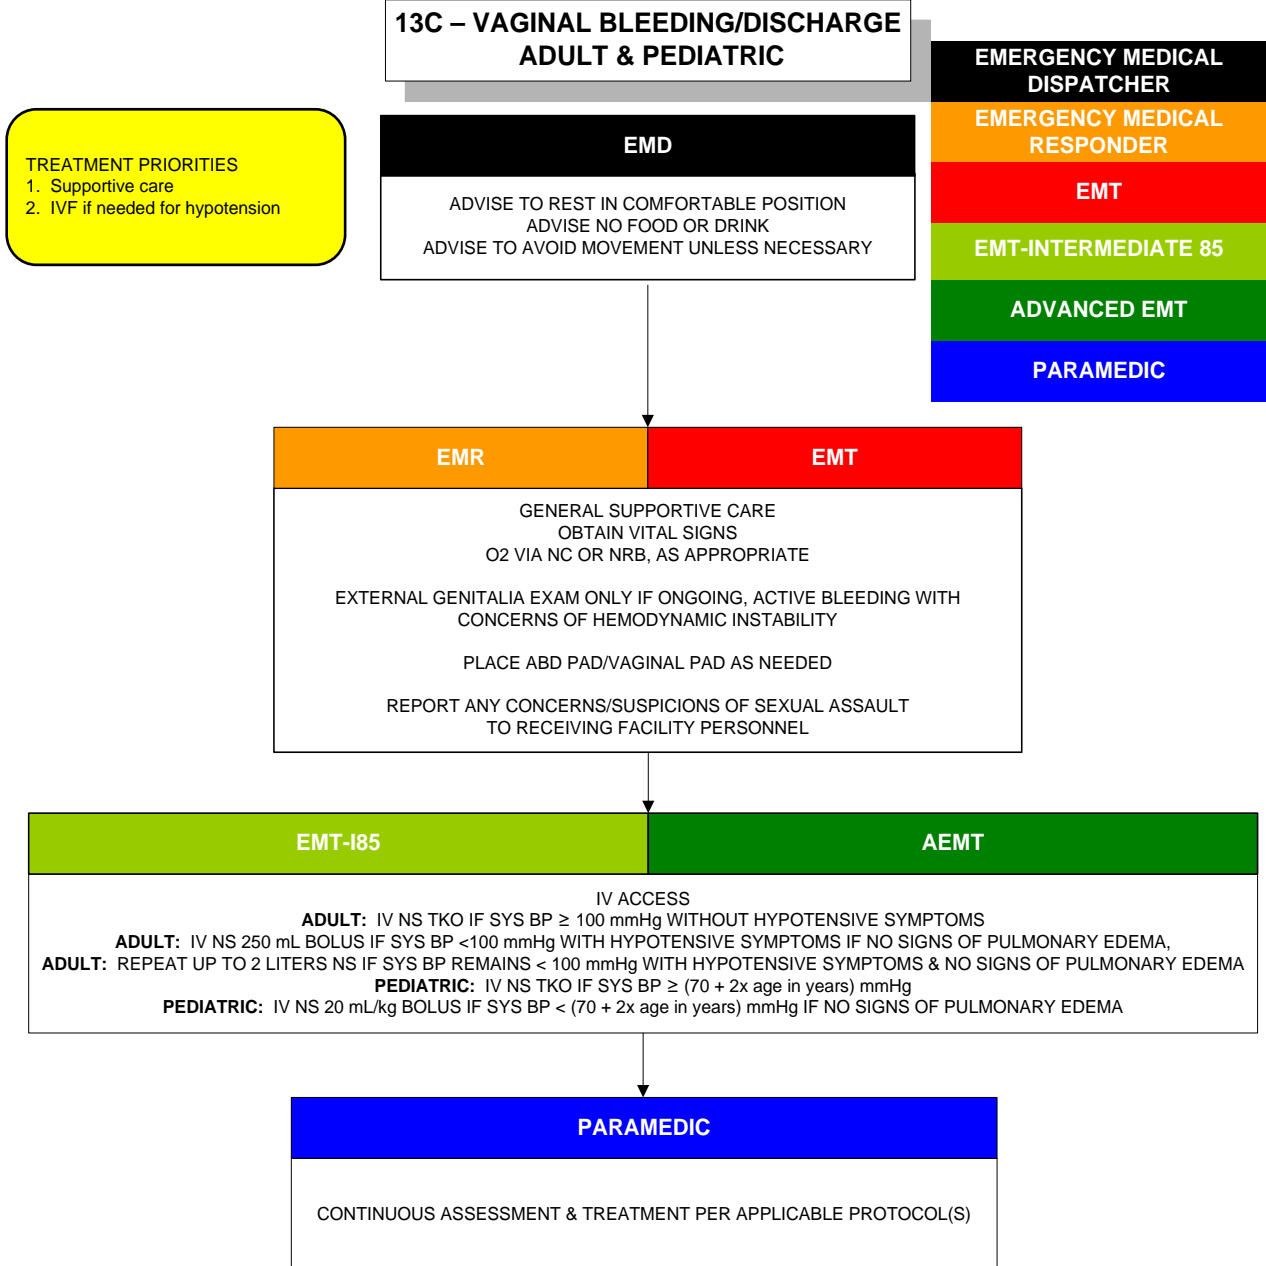 13C – VAGINAL BLEEDING/DISCHARGE
ADULT & PEDIATRIC
EMERGENCY MEDICAL
DISPATCHER
EMERGENCY MEDICAL
RESPONDER
EMT
EMT-INTERMEDIATE 85
ADVANCED EMT
PARAMEDIC
TREATMENT PRIORITIES
1. Supportive care
2. IVF if needed for hypotension
EMD
ADVISE TO REST IN COMFORTABLE POSITION
ADVISE NO FOOD OR DRINK
ADVISE TO AVOID MOVEMENT UNLESS NECESSARY
EMR
EMT
GENERAL SUPPORTIVE CARE
OBTAIN VITAL SIGNS
O2 VIA NC OR NRB, AS APPROPRIATE
EXTERNAL GENITALIA EXAM ONLY IF ONGOING, ACTIVE BLEEDING WITH
CONCERNS OF HEMODYNAMIC INSTABILITY
PLACE ABD PAD/VAGINAL PAD AS NEEDED
REPORT ANY CONCERNS/SUSPICIONS OF SEXUAL ASSAULT
TO RECEIVING FACILITY PERSONNEL
EMT-I85
AEMT
IV ACCESS
ADULT: IV NS TKO IF SYS BP ≥ 100 mmHg WITHOUT HYPOTENSIVE SYMPTOMS
ADULT: IV NS 250 mL BOLUS IF SYS BP <100 mmHg WITH HYPOTENSIVE SYMPTOMS IF NO SIGNS OF PULMONARY EDEMA,
ADULT: REPEAT UP TO 2 LITERS NS IF SYS BP REMAINS < 100 mmHg WITH HYPOTENSIVE SYMPTOMS & NO SIGNS OF PULMONARY EDEMA
PEDIATRIC: IV NS TKO IF SYS BP ≥ (70 + 2x age in years) mmHg
PEDIATRIC: IV NS 20 mL/kg BOLUS IF SYS BP < (70 + 2x age in years) mmHg IF NO SIGNS OF PULMONARY EDEMA
PARAMEDIC
CONTINUOUS ASSESSMENT & TREATMENT PER APPLICABLE PROTOCOL(S)